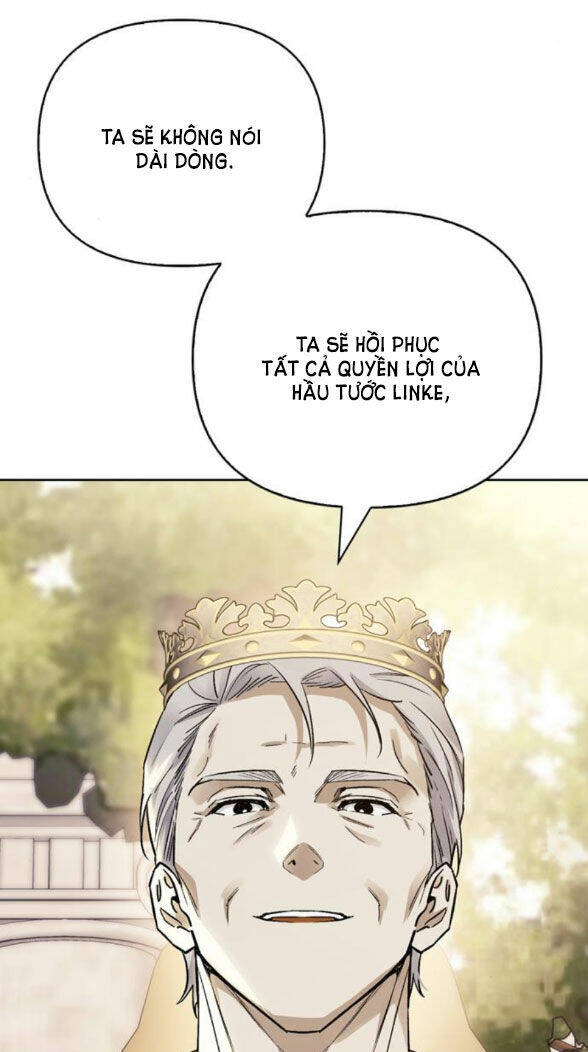 TA SẼ KHÔNG NÓI
DÀI DÒNG.
TA SẼ HỒI PHỤC
TẤT CẢ QUYỀN LỢI CỦA
HẦU TƯỚC LINKE,